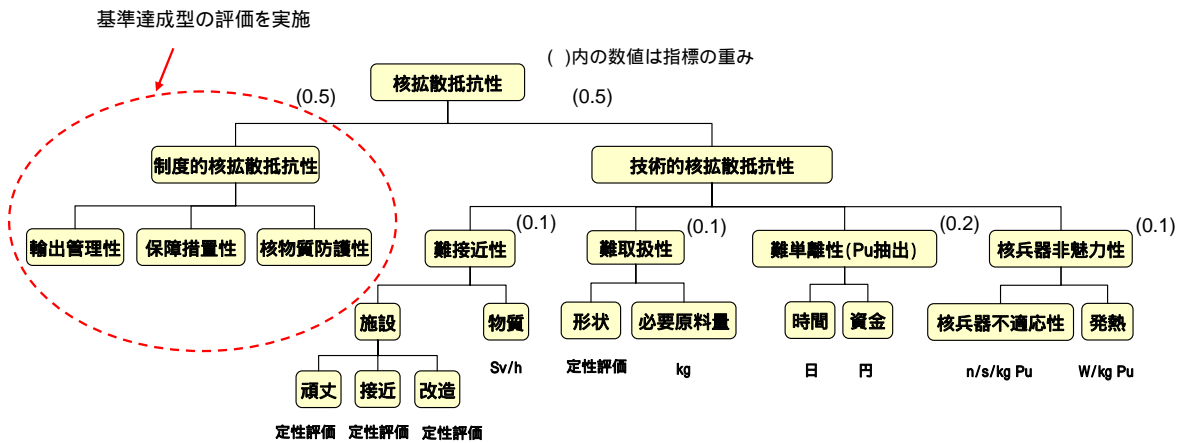 基準達成型の評価を実施
( )内の数値は指標の重み
核拡散抵抗性
(0.5) (0.5)
制度的核拡散抵抗性 技術的核拡散抵抗性
(0.1) (0.1) (0.2) (0.1)
輸出管理性 保障措置性 核物質防護性 難接近性 難取扱性 難単離性(Pu抽出) 核兵器非魅力性
施設 物質 形状 必要原料量 時間 資金 核兵器不適応性 発熱
Sv/h 定性評価 kg 日 円 n/s/kg Pu W/kg Pu
頑丈 接近 改造
定性評価 定性評価 定性評価